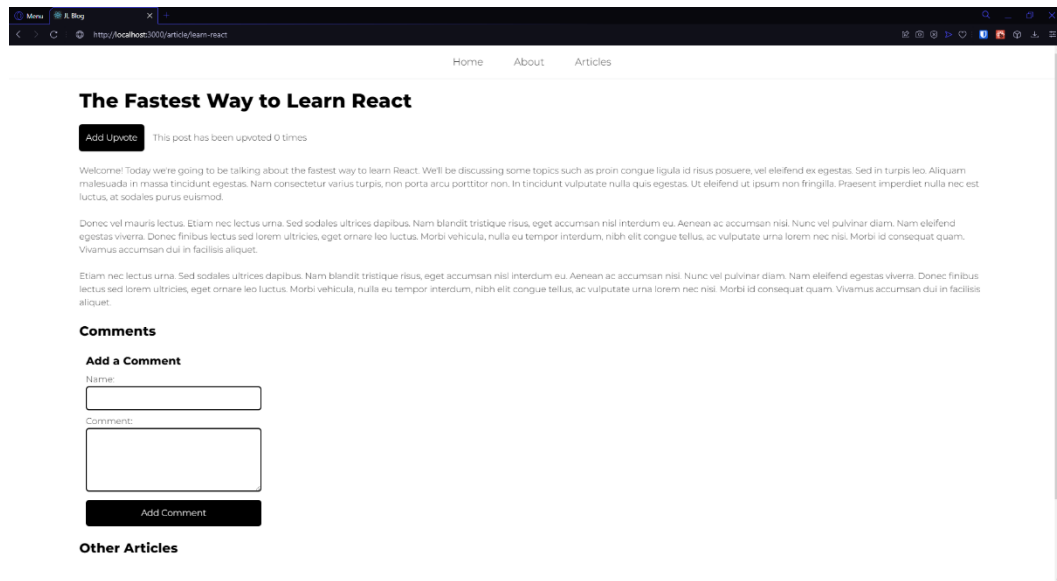 Menu
JL Blog
http://localhost:3000/article/learn-react
Home
About
Articles
The Fastest Way to Learn React
Add Upvote
This post has been upvoted 0 times
Welcome! Today we're going to be talking about the fastest way to learn React. We'll be discussing some topics such as proin congue ligula id risus posuere, vel eleifend ex egestas. Sed in turpis leo. Aliquam
malesuada in massa tincidunt egestas. Nam consectetur varius turpis, non porta arcu porttitor non. In tincidunt vulputate nulla quis egestas. Ut eleifend ut ipsum non fringilla. Praesent imperdiet nulla nec est
luctus, at sodales purus euismod.
Donec vel mauris lectus. Etiam nec lectus urna. Sed sodales ultrices dapibus. Nam blandit tristique risus, eget accumsan nisl interdum eu. Aenean ac accumsan nisi. Nunc vel pulvinar diam. Nam eleifend
egestas viverra. Donec finibus lectus sed lorem ultricies, eget ornare leo luctus. Morbi vehicula, nulla eu tempor interdum, nibh elit congue tellus, ac vulputate urna lorem nec nisi. Morbi id consequat quam.
Vivamus accumsan dui in facilisis aliquet.
Etiam nec lectus urna. Sed sodales ultrices dapibus. Nam blandit tristique risus, eget accumsan nisl interdum eu. Aenean ac accumsan nisi. Nunc vel pulvinar diam. Nam eleifend egestas viverra. Donec finibus
lectus sed lorem ultricies, eget ornare leo luctus. Morbi vehicula, nulla eu tempor interdum, nibh elit congue tellus, ac vulputate urna lorem nec nisi. Morbi id consequat quam. Vivamus accumsan dui in facilisis
aliquet.
Comments
Add a Comment
Name:
Comment:
Add Comment
Other Articles